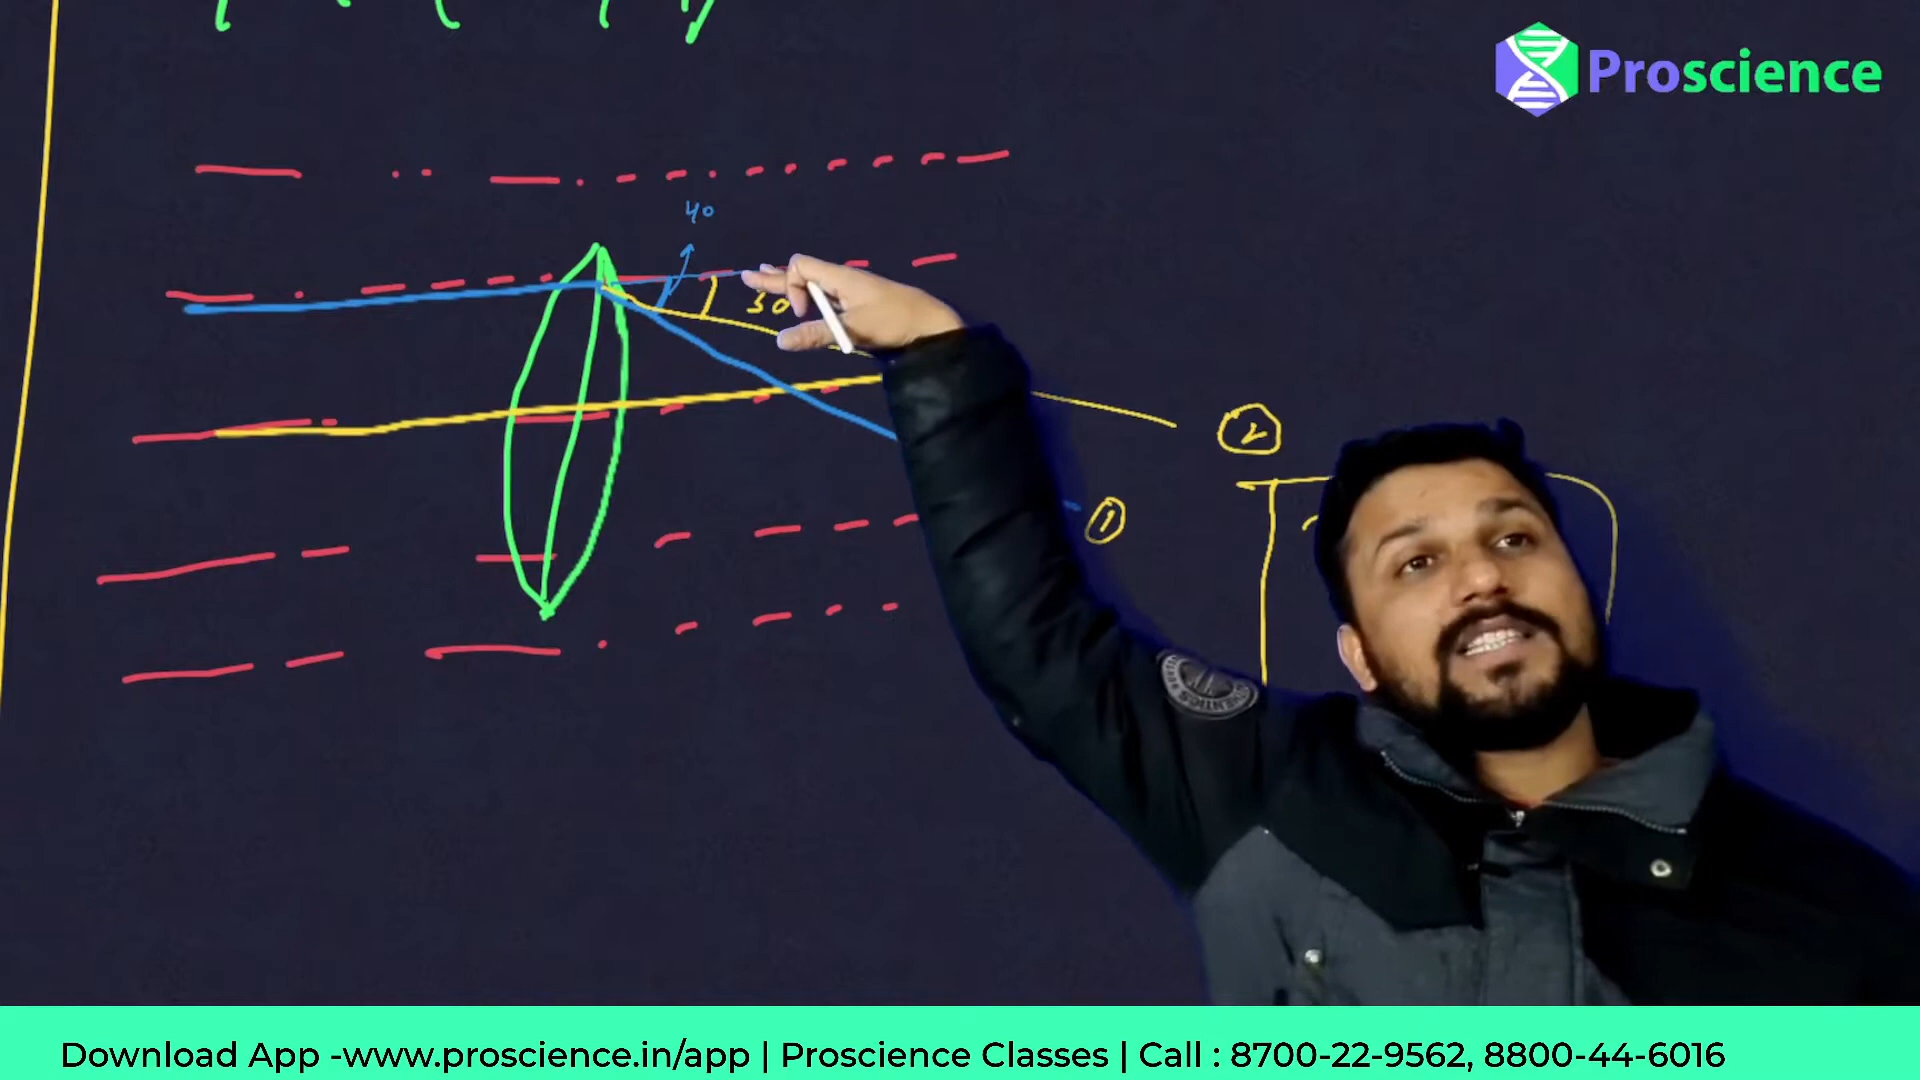 Proscience
40
30
2
1
Download App -www.proscience.in/app | Proscience Classes | Call : 8700-22-9562, 8800-44-6016